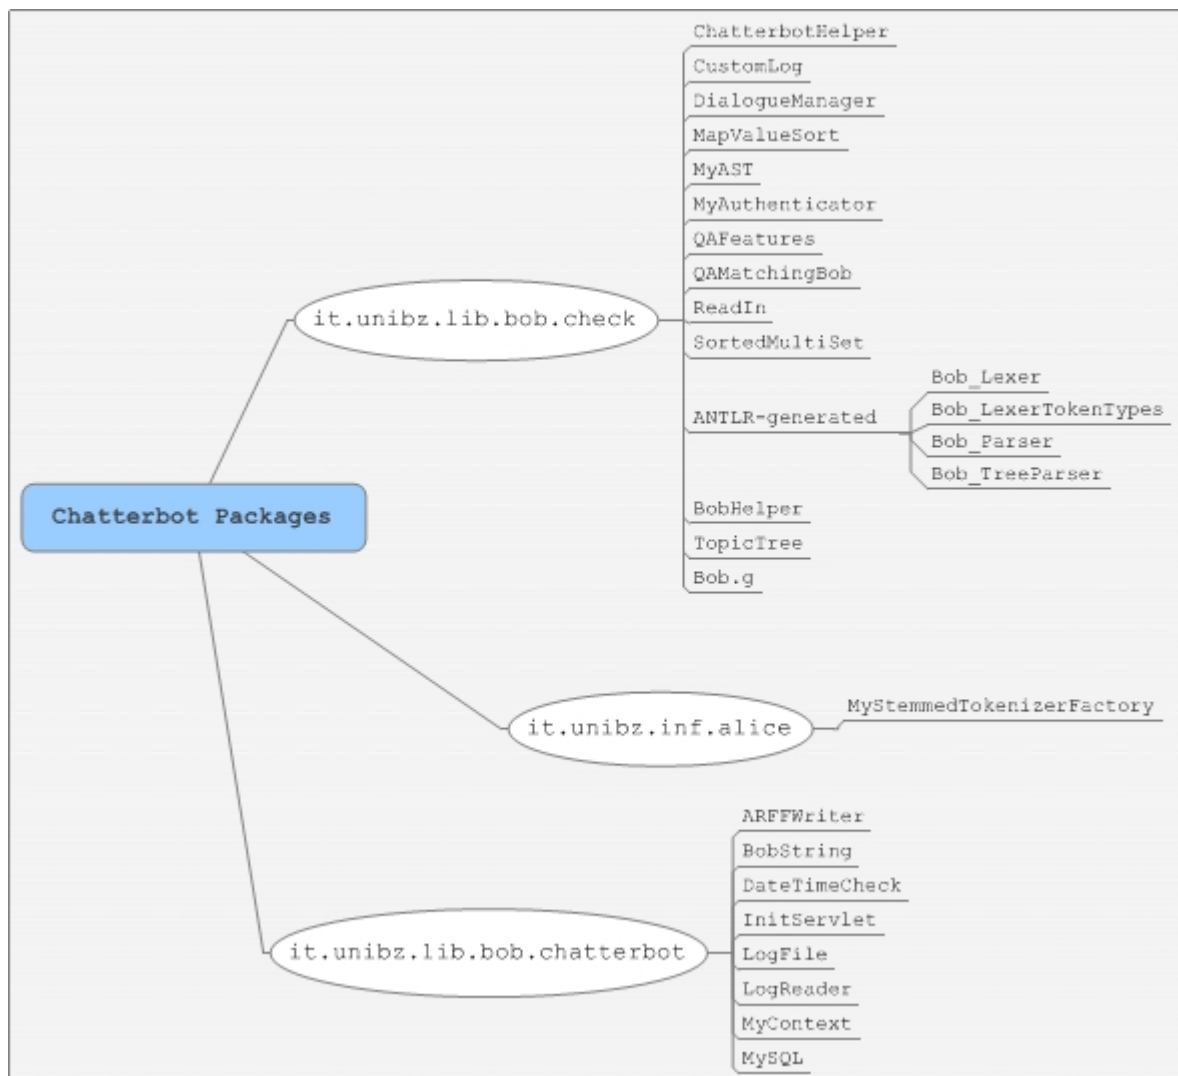 ChatterbotHelper
CustomLog
DialogueManager
MapValueSort
MyAST
MyAuthenticator
QAFeatures
QAMatchingBob
it.unibz.lib.bob.check
ReadIn
SortedMultiSet
ANTLR-generated
Bob_Lexer
Bob_LexerTokenTypes
Bob_Parser
Bob_TreeParser
BobHelper
TopicTree
Bob.g
Chatterbot Packages
it.unibz.inf.alice
MyStemmedTokenizerFactory
it.unibz.lib.bob.chatterbot
ARFFWriter
BobString
DateTimeCheck
InitServlet
LogFile
LogReader
MyContext
MySQL